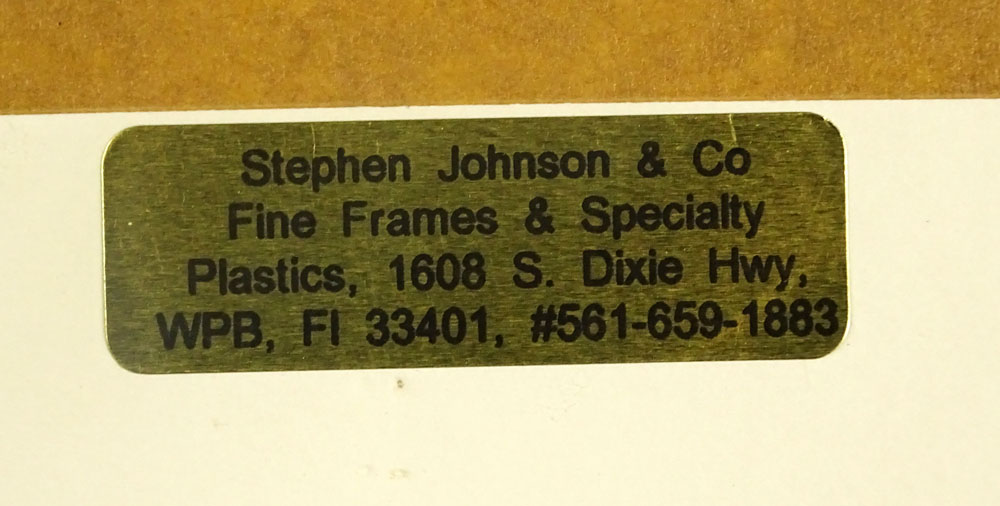 Stephen Johnson & Co
Fine Frames & Specialty
Plastics, 1608 S. Dixie Hwy,
WPB, Fl 33401, #561-659-1883